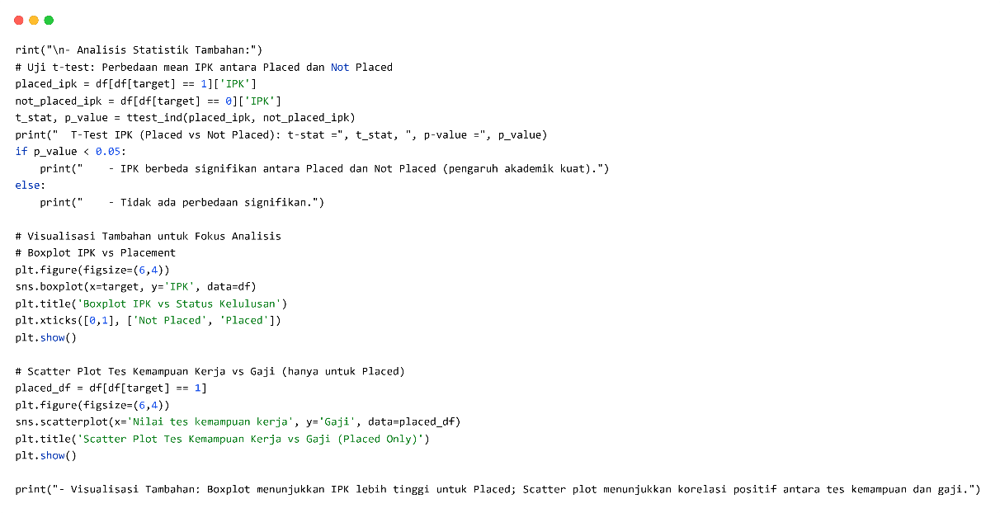 rint("\n- Analisis Statistik Tambahan:")
# Uji t-test: Perbedaan mean IPK antara Placed dan Not Placed
placed_ipk = df[df[target] == 1]['IPK']
not_placed_ipk = df[df[target] == 0]['IPK']
t_stat, p_value = ttest_ind(placed_ipk, not_placed_ipk)
print("  T-Test IPK (Placed vs Not Placed): t-stat =", t_stat, ", p-value =", p_value)
if p_value < 0.05:
    print("    - IPK berbeda signifikan antara Placed dan Not Placed (pengaruh akademik kuat).")
else:
    print("    - Tidak ada perbedaan signifikan.")

# Visualisasi Tambahan untuk Fokus Analisis
# Boxplot IPK vs Placement
plt.figure(figsize=(6,4))
sns.boxplot(x=target, y='IPK', data=df)
plt.title('Boxplot IPK vs Status Kelulusan')
plt.xticks([0,1], ['Not Placed', 'Placed'])
plt.show()

# Scatter Plot Tes Kemampuan Kerja vs Gaji (hanya untuk Placed)
placed_df = df[df[target] == 1]
plt.figure(figsize=(6,4))
sns.scatterplot(x='Nilai tes kemampuan kerja', y='Gaji', data=placed_df)
plt.title('Scatter Plot Tes Kemampuan Kerja vs Gaji (Placed Only)')
plt.show()

print("- Visualisasi Tambahan: Boxplot menunjukkan IPK lebih tinggi untuk Placed; Scatter plot menunjukkan korelasi positif antara tes kemampuan dan gaji.")